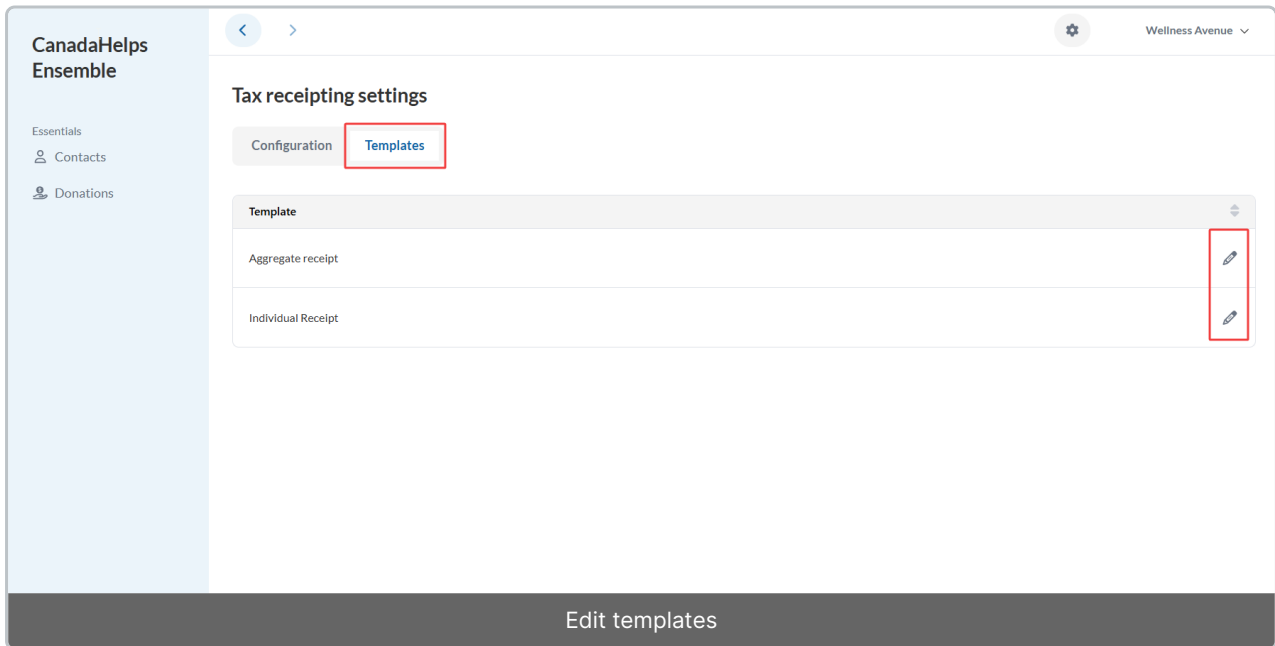 CanadaHelps
Ensemble
Wellness Avenue
Essentials
Contacts
Donations
Tax receipting settings
Configuration
Templates
Template
Aggregate receipt
Individual Receipt
Edit templates